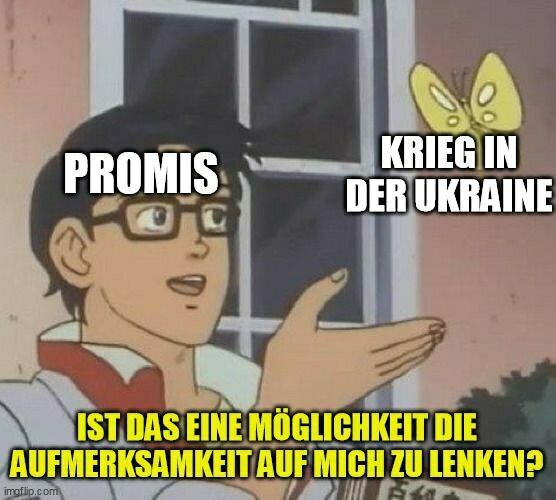 PROMIS
KRIEG IN
DER UKRAINE
IST DAS EINE MÖGLICHKEIT DIE
AUFMERKSAMKEIT AUF MICH ZU LENKEN?
imgflip.com